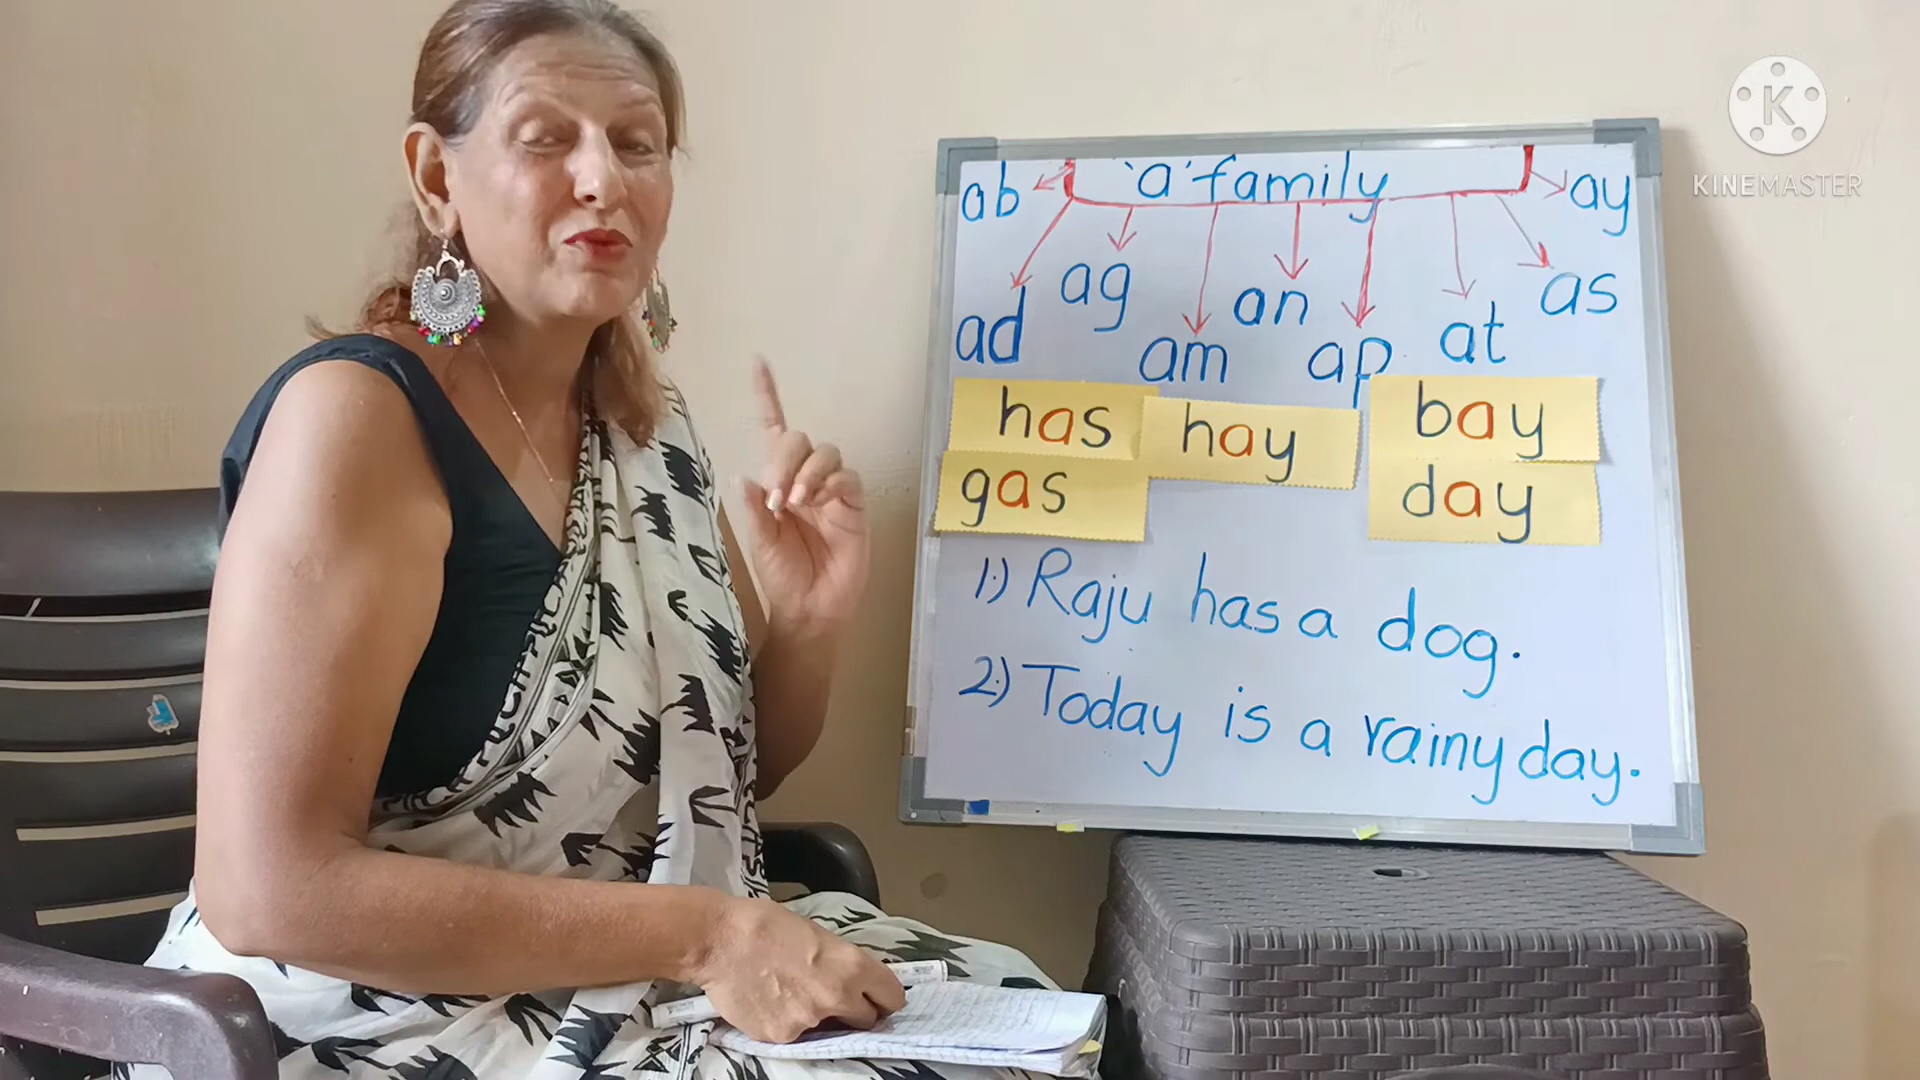 'a' family
ab ay
ag an as
ad am ap at
has hay bay
gas day
1) Raju has a dog.
2) Today is a rainy day.
K
KINEMASTER